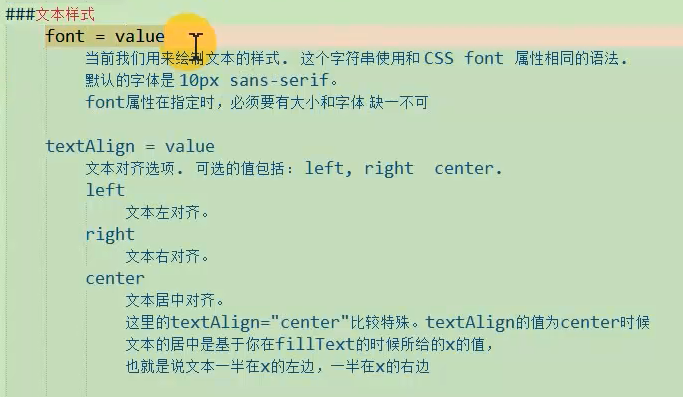 ###文本样式
font = value
当前我们用来绘制文本的样式. 这个字符串使用和 CSS font 属性相同的语法.
默认的字体是 10px sans-serif。
font属性在指定时，必须要有大小和字体 缺一不可
textAlign = value
文本对齐选项. 可选的值包括: left, right  center.
left
文本左对齐。
right
文本右对齐。
center
文本居中对齐。
这里的textAlign="center"比较特殊。textAlign的值为center时候
文本的居中是基于你在fillText的时候所给的x的值,
也就是说文本一半在x的左边，一半在x的右边